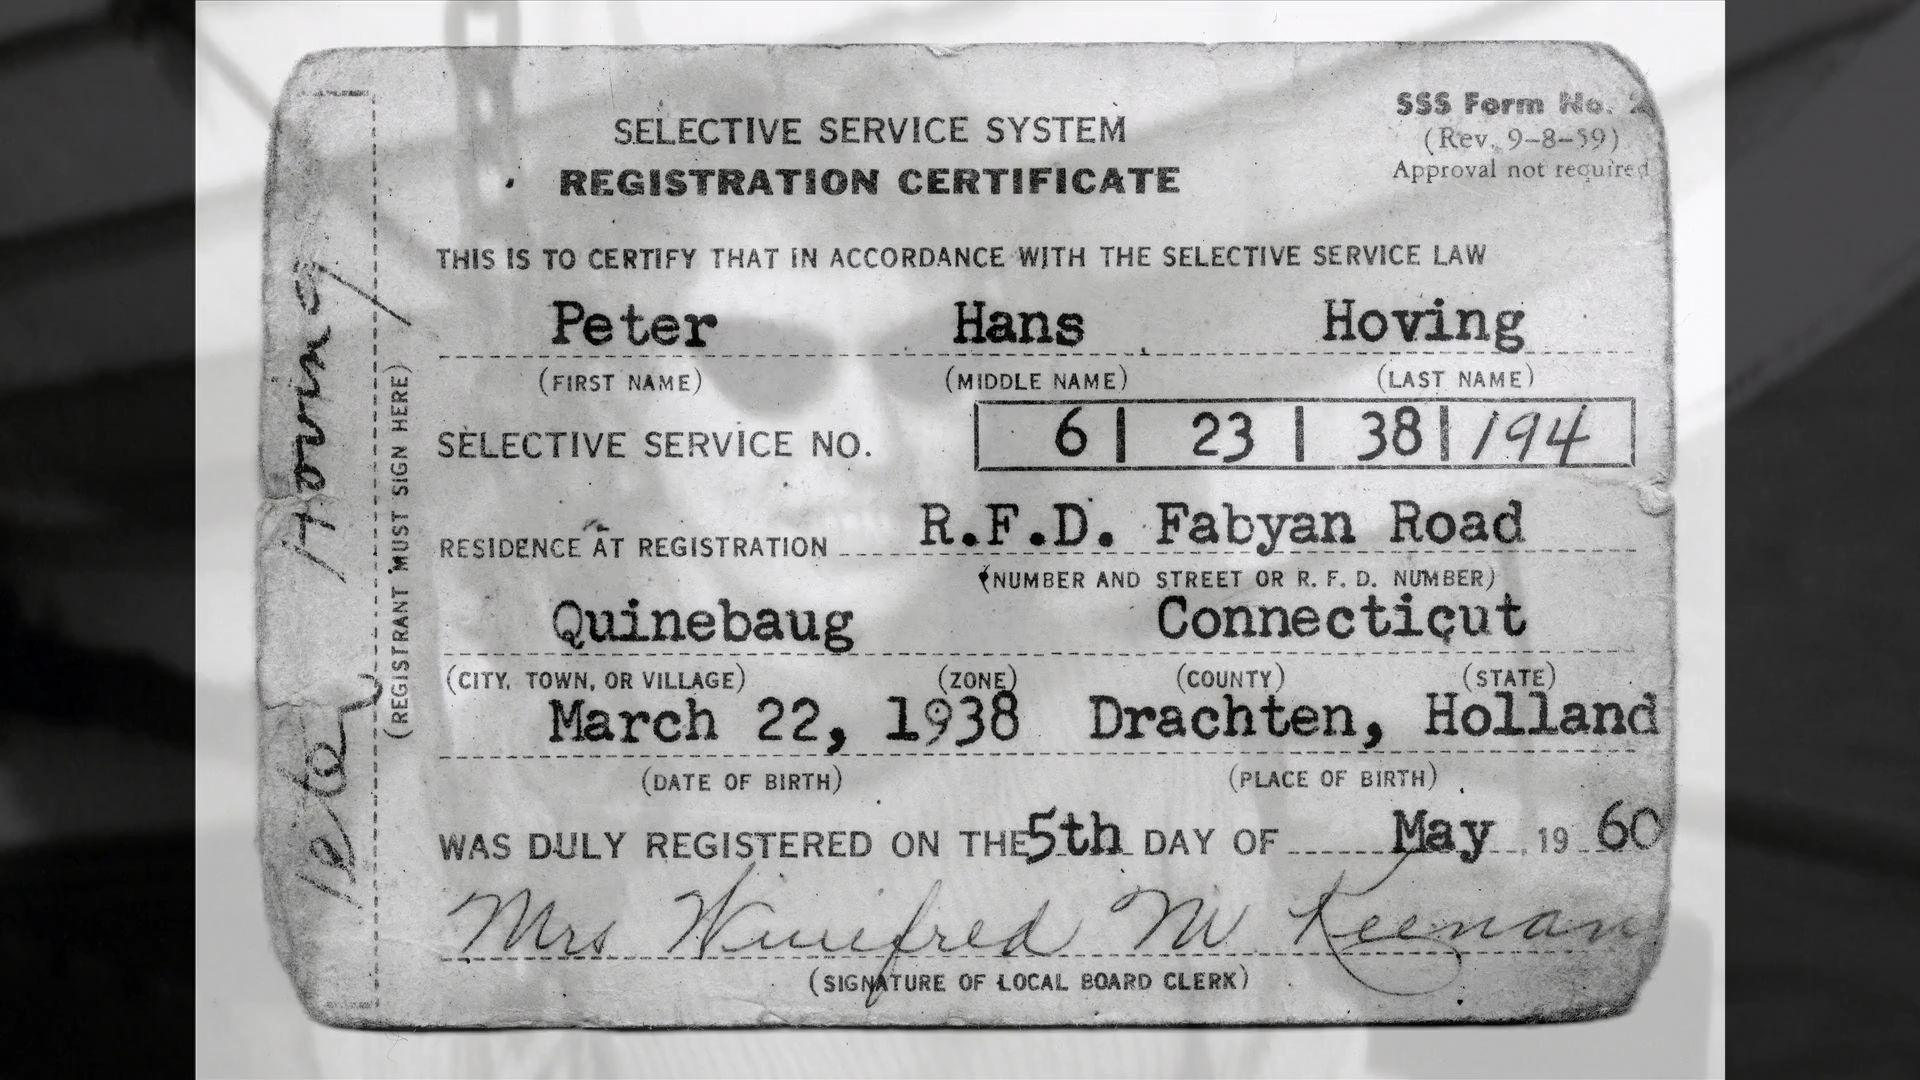 SELECTIVE SERVICE SYSTEM
REGISTRATION CERTIFICATE
SSS Form No. 2
(Rev. 9-8-59)
Approval not required
THIS IS TO CERTIFY THAT IN ACCORDANCE WITH THE SELECTIVE SERVICE LAW
Peter Hans Hoving
(FIRST NAME) (MIDDLE NAME) (LAST NAME)
SELECTIVE SERVICE NO. 6 | 23 | 38 | 194
RESIDENCE AT REGISTRATION R.F.D. Fabyan Road
(NUMBER AND STREET OR R. F. D. NUMBER)
Quinebaug Connecticut
(CITY, TOWN, OR VILLAGE) (ZONE) (COUNTY) (STATE)
March 22, 1938 Drachten, Holland
(DATE OF BIRTH) (PLACE OF BIRTH)
WAS DULY REGISTERED ON THE 5th DAY OF May, 19 60
Mrs Winifred M Keenan
(SIGNATURE OF LOCAL BOARD CLERK)
Peter Hoving
(REGISTRANT MUST SIGN HERE)